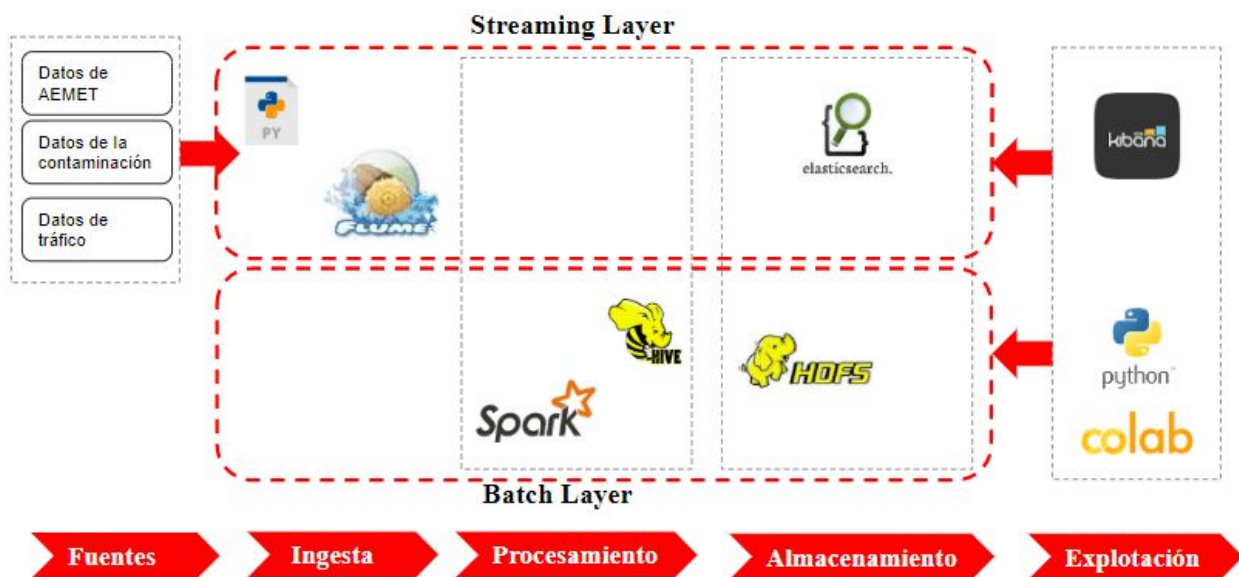 Streaming Layer
Datos de
AEMET
Datos de la
contaminación
Datos de
tráfico
PY
FLUME
elasticsearch.
kibana
HIVE
HDFS
Spark
python
colab
Batch Layer
Fuentes
Ingesta
Procesamiento
Almacenamiento
Explotación